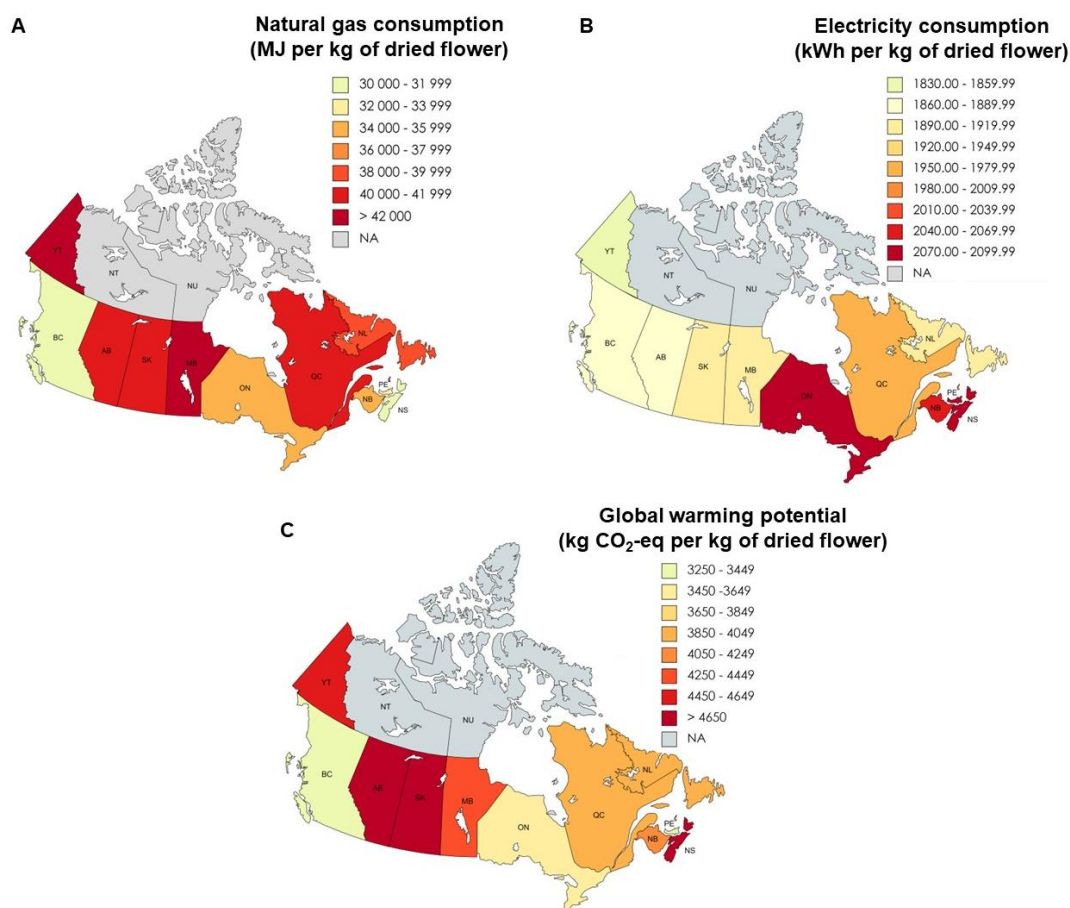 A
Natural gas consumption
(MJ per kg of dried flower)
30 000 - 31 999
32 000 - 33 999
34 000 - 35 999
36 000 - 37 999
38 000 - 39 999
40 000 - 41 999
> 42 000
NA
YT
NT
NU
BC
AB
SK
MB
ON
QC
NL
PE
NB
NS
B
Electricity consumption
(kWh per kg of dried flower)
1830.00 - 1859.99
1860.00 - 1889.99
1890.00 - 1919.99
1920.00 - 1949.99
1950.00 - 1979.99
1980.00 - 2009.99
2010.00 - 2039.99
2040.00 - 2069.99
2070.00 - 2099.99
NA
YT
NT
NU
BC
AB
SK
MB
ON
QC
NL
PE
NB
NS
C
Global warming potential
(kg CO₂-eq per kg of dried flower)
3250 - 3449
3450 -3649
3650 - 3849
3850 - 4049
4050 - 4249
4250 - 4449
4450 - 4649
> 4650
NA
YT
NT
NU
BC
AB
SK
MB
ON
QC
NL
PE
NB
NS